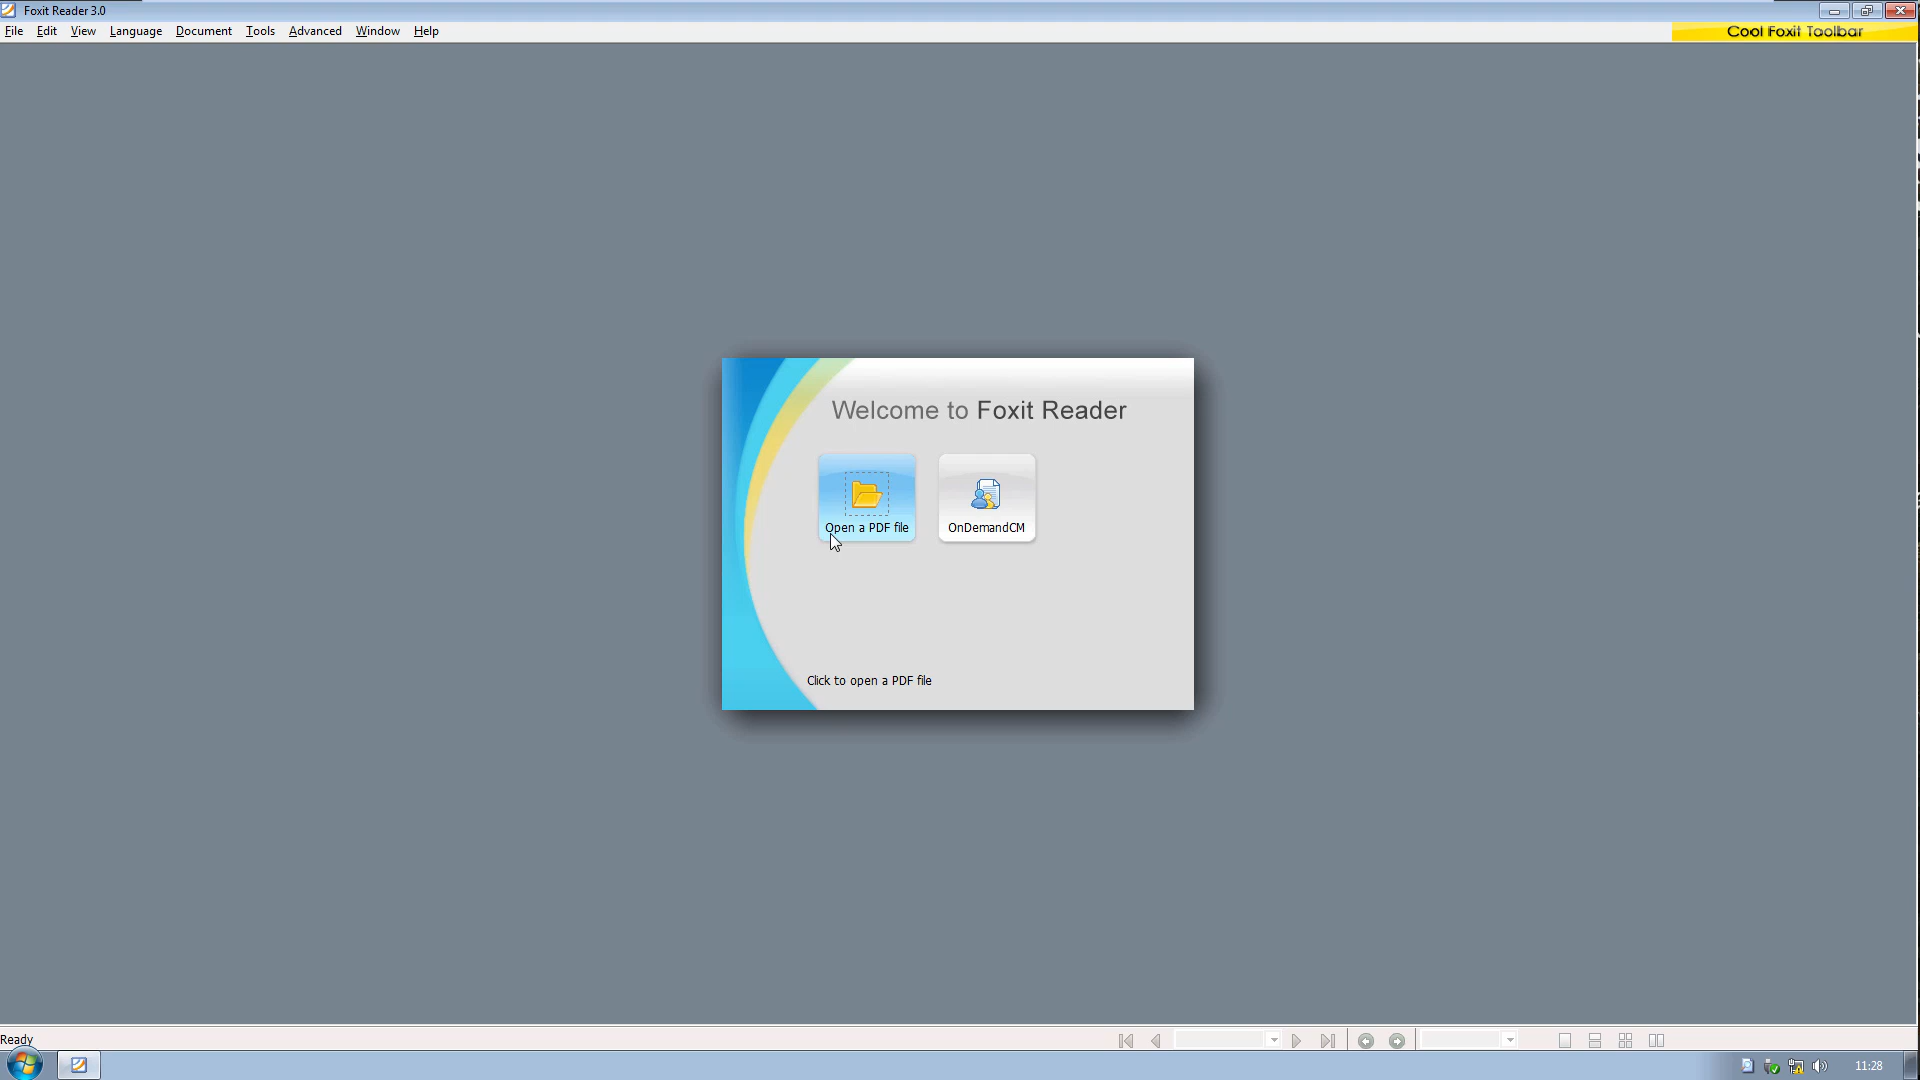 Foxit Reader 3.0
File Edit View Language Document Tools Advanced Window Help
Cool Foxit Toolbar
Welcome to Foxit Reader
Open a PDF file
OnDemandCM
Click to open a PDF file
Ready
11:28